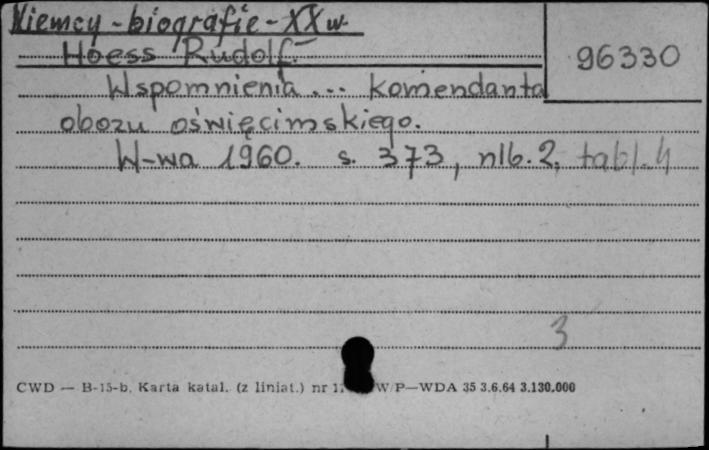 Niemcy - biografie - XX w.
Hoess Rudolf.
96330
Wspomnienia ... komendanta
obozu oświęcimskiego.
W-wa 1960. s. 373, nlb. 2, tabl. 4
3
CWD — B-15-b. Karta katal. (z liniat.) nr W/P—WDA 35 3.6.64 3.130.000